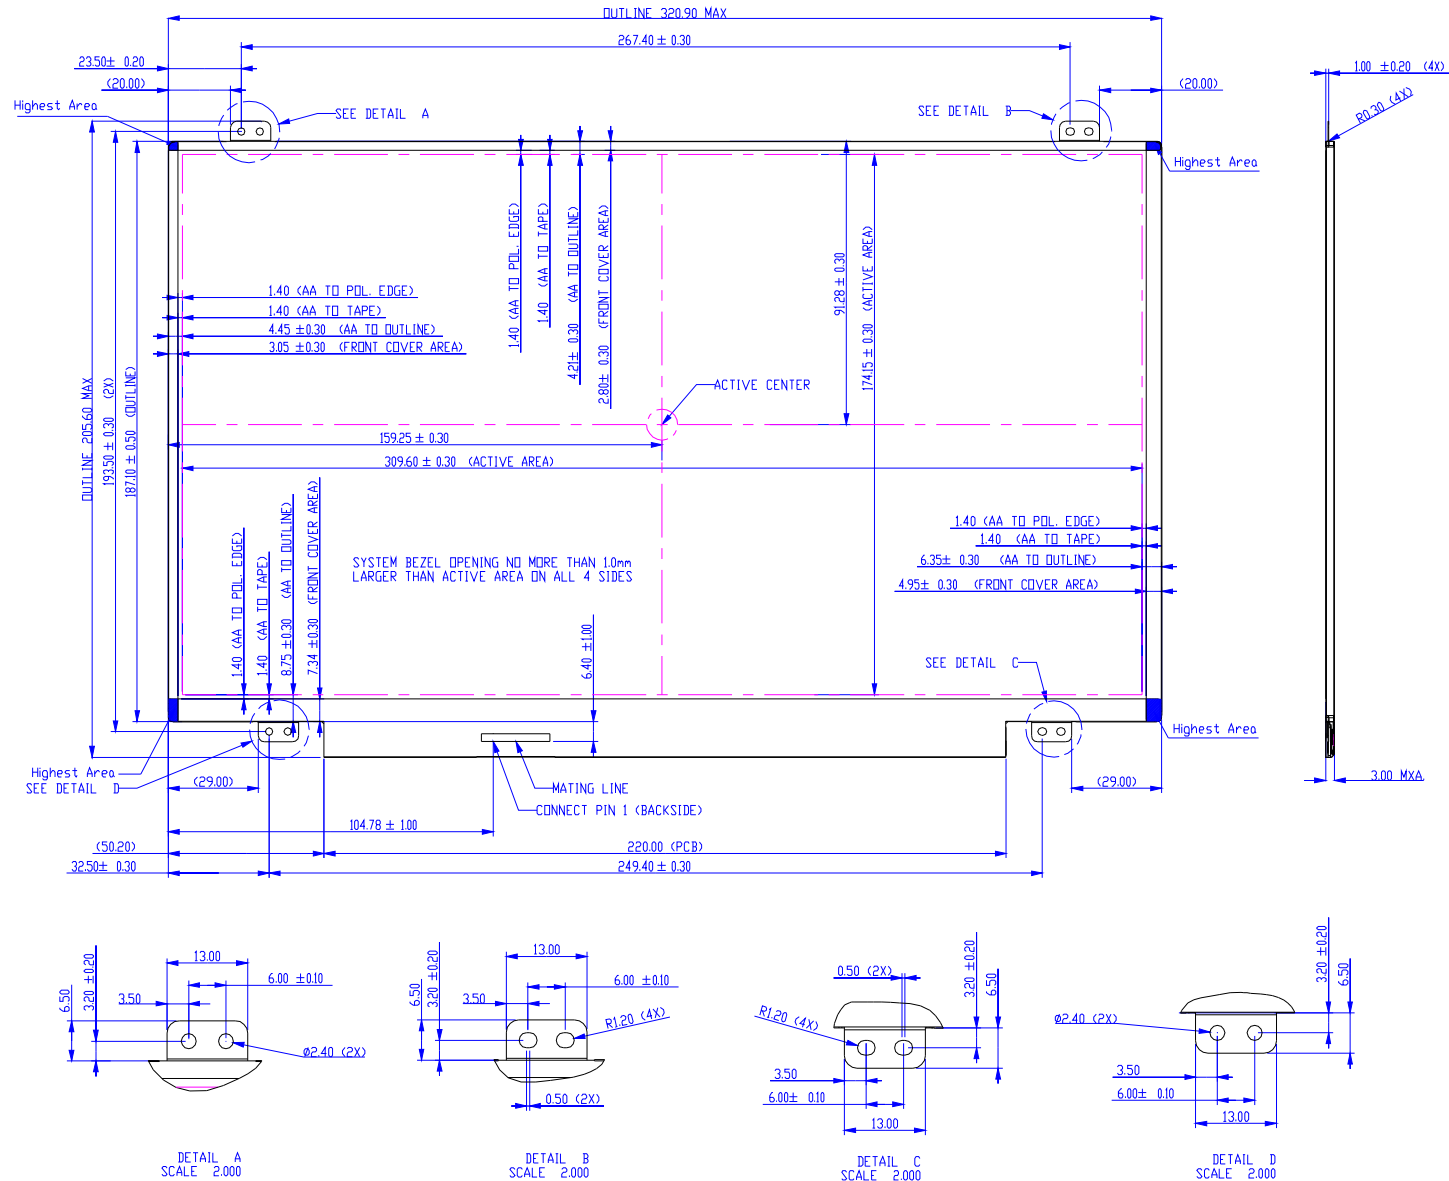 OUTLINE 320.90 MAX
267.40 ± 0.30
23.50± 0.20
(20.00)
(20.00)
1.00 ±0.20 (4X)
R0.30 (4X)
Highest Area
SEE DETAIL A
SEE DETAIL B
Highest Area
1.40 (AA TO POL. EDGE)
1.40 (AA TO TAPE)
4.21± 0.30 (AA TO OUTLINE)
2.80± 0.30 (FRONT COVER AREA)
91.28 ± 0.30
174.15 ± 0.30 (ACTIVE AREA)
1.40 (AA TO POL. EDGE)
1.40 (AA TO TAPE)
4.45 ±0.30 (AA TO OUTLINE)
3.05 ±0.30 (FRONT COVER AREA)
OUTLINE 205.60 MAX
193.50 ± 0.30 (2X)
187.10 ± 0.50 (OUTLINE)
ACTIVE CENTER
159.25 ± 0.30
309.60 ± 0.30 (ACTIVE AREA)
1.40 (AA TO POL. EDGE)
1.40 (AA TO TAPE)
8.75 ±0.30 (AA TO OUTLINE)
7.34 ±0.30 (FRONT COVER AREA)
SYSTEM BEZEL OPENING NO MORE THAN 1.0mm
LARGER THAN ACTIVE AREA ON ALL 4 SIDES
1.40 (AA TO POL. EDGE)
1.40 (AA TO TAPE)
6.35± 0.30 (AA TO OUTLINE)
4.95± 0.30 (FRONT COVER AREA)
6.40 ±1.00
SEE DETAIL C
Highest Area
Highest Area
SEE DETAIL D
(29.00)
MATING LINE
CONNECT PIN 1 (BACKSIDE)
(29.00)
3.00 MXA
104.78 ± 1.00
(50.20)
220.00 (PCB)
32.50± 0.30
249.40 ± 0.30
13.00
6.00 ±0.10
3.50
6.50
3.20 ±0.20
ø2.40 (2X)
DETAIL A
SCALE 2.000
13.00
6.00 ±0.10
3.50
6.50
3.20 ±0.20
R1.20 (4X)
0.50 (2X)
DETAIL B
SCALE 2.000
0.50 (2X)
3.20 ±0.20
6.50
R1.20 (4X)
3.50
6.00± 0.10
13.00
DETAIL C
SCALE 2.000
3.20 ±0.20
6.50
ø2.40 (2X)
3.50
6.00± 0.10
13.00
DETAIL D
SCALE 2.000